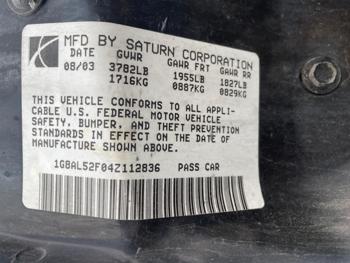 MFD BY SATURN CORPORATION
DATE GVWR GAWR FRT GAWR RR
08/03 3782LB 1955LB 1827LB
1716KG 0887KG 0829KG
THIS VEHICLE CONFORMS TO ALL APPLI-
CABLE U.S. FEDERAL MOTOR VEHICLE
SAFETY, BUMPER, AND THEFT PREVENTION
STANDARDS IN EFFECT ON THE DATE OF
MANUFACTURE SHOWN ABOVE.
1G8AL52F04Z112836 PASS CAR